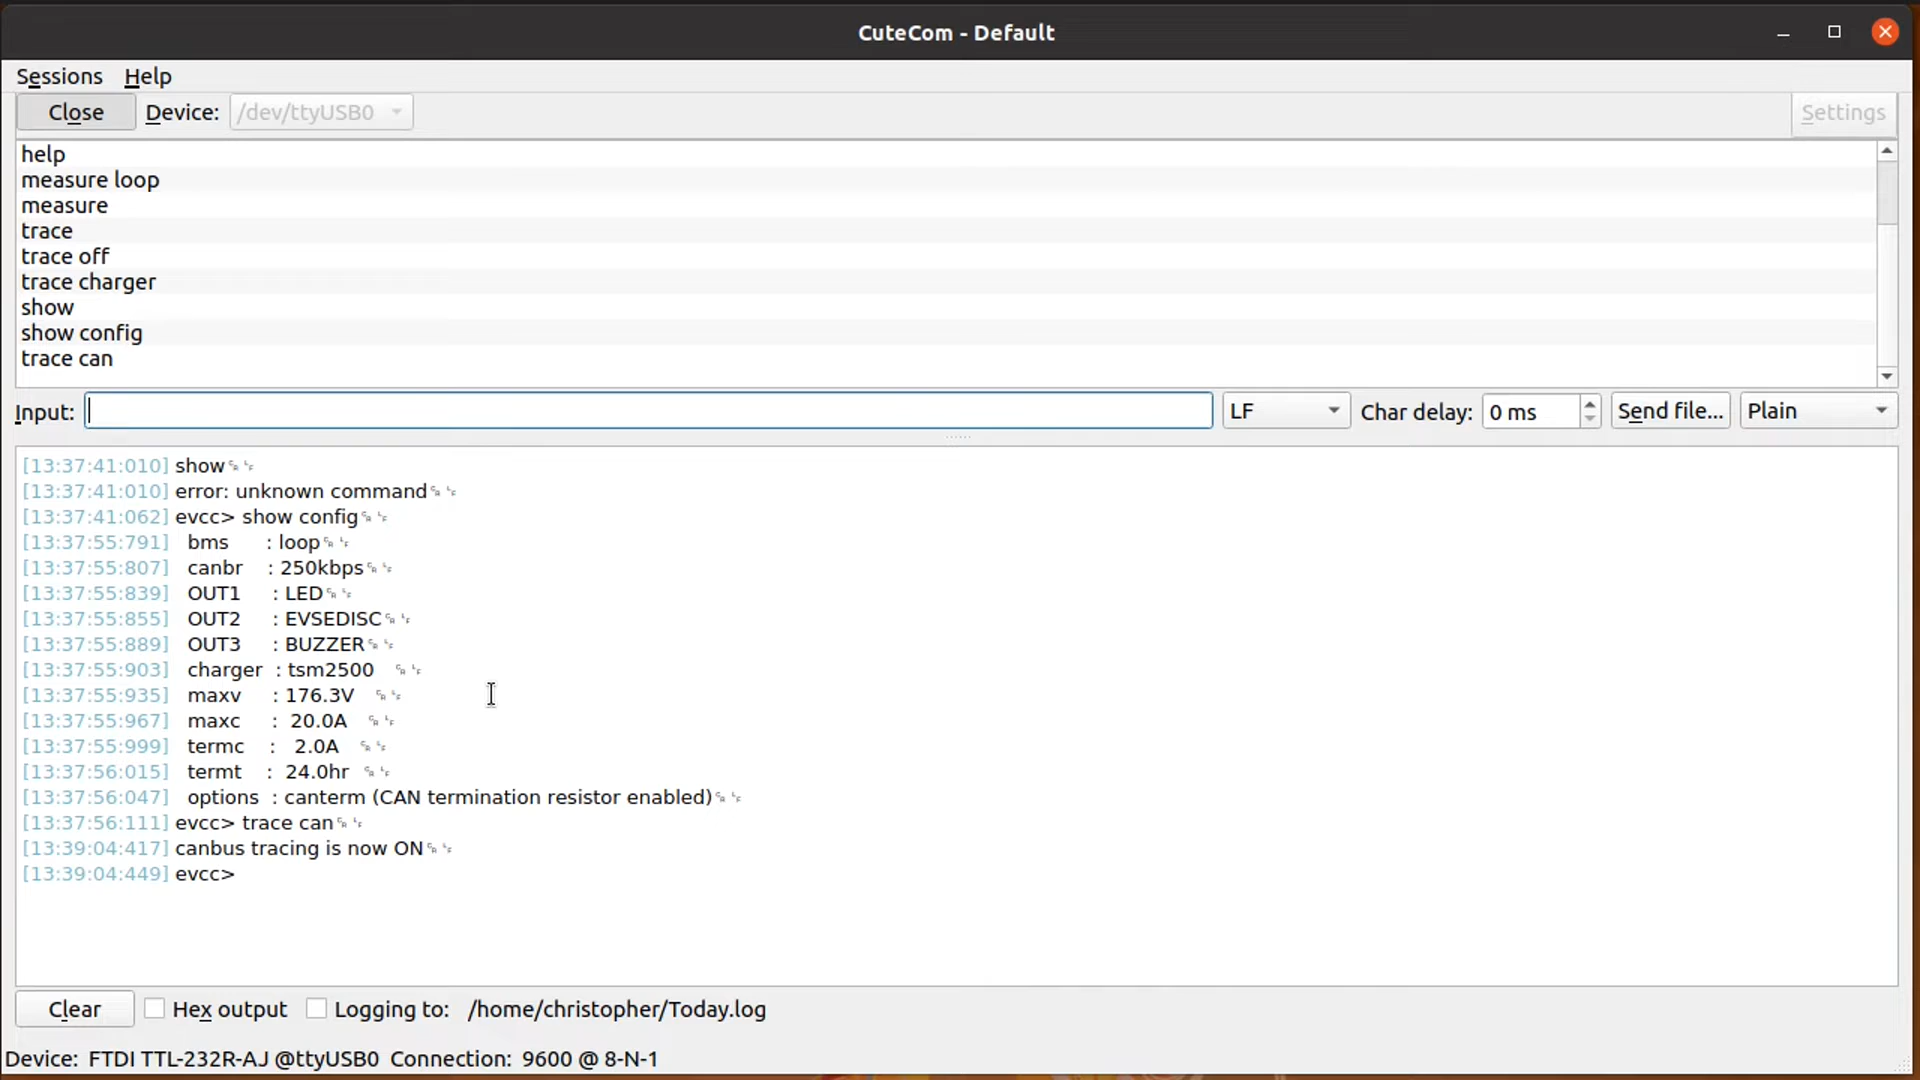 CuteCom - Default
Sessions Help
Close Device: /dev/ttyUSB0 Settings
help
measure loop
measure
trace
trace off
trace charger
show
show config
trace can
Input: LF Char delay: 0 ms Send file... Plain
[13:37:41:010] show␍␊
[13:37:41:010] error: unknown command␍␊
[13:37:41:062] evcc> show config␍␊
[13:37:55:791] bms : loop␍␊
[13:37:55:807] canbr : 250kbps␍␊
[13:37:55:839] OUT1 : LED␍␊
[13:37:55:855] OUT2 : EVSEDISC␍␊
[13:37:55:889] OUT3 : BUZZER␍␊
[13:37:55:903] charger : tsm2500 ␍␊
[13:37:55:935] maxv : 176.3V ␍␊
[13:37:55:967] maxc : 20.0A ␍␊
[13:37:55:999] termc : 2.0A ␍␊
[13:37:56:015] termt : 24.0hr ␍␊
[13:37:56:047] options : canterm (CAN termination resistor enabled)␍␊
[13:37:56:111] evcc> trace can␍␊
[13:39:04:417] canbus tracing is now ON␍␊
[13:39:04:449] evcc>
Clear Hex output Logging to: /home/christopher/Today.log
Device: FTDI TTL-232R-AJ @ttyUSB0 Connection: 9600 @ 8-N-1